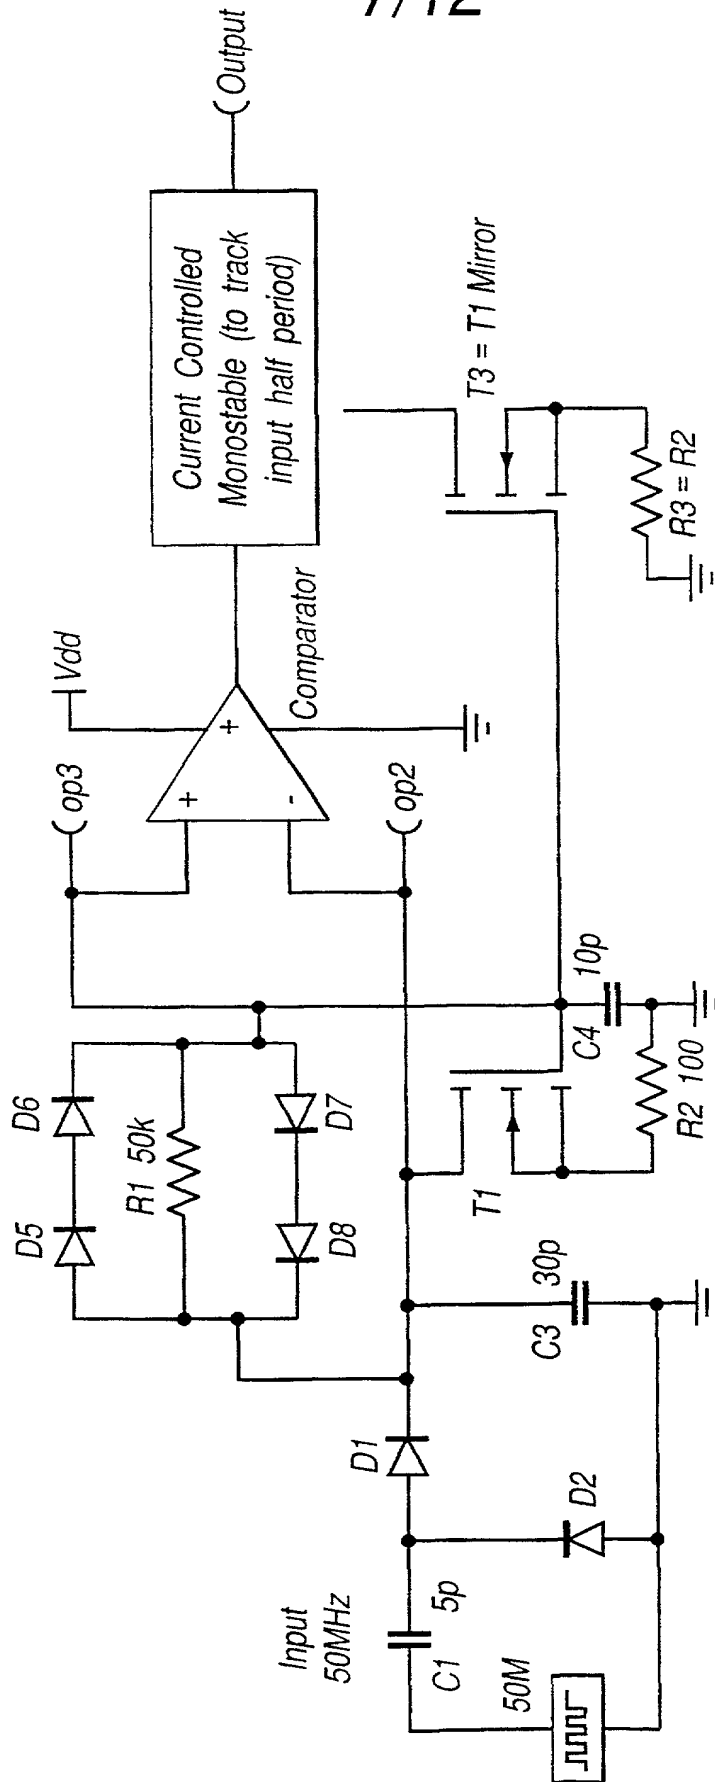 7/12
Input
50MHz
50M
C1
5p
D1
D2
C3
30p
D5
D6
R1 50k
D8
D7
T1
R2 100
C4
10p
op3
op2
Vdd
+
-
+
Comparator
Current Controlled
Monostable (to track
input half period)
Output
T3 = T1 Mirror
R3 = R2